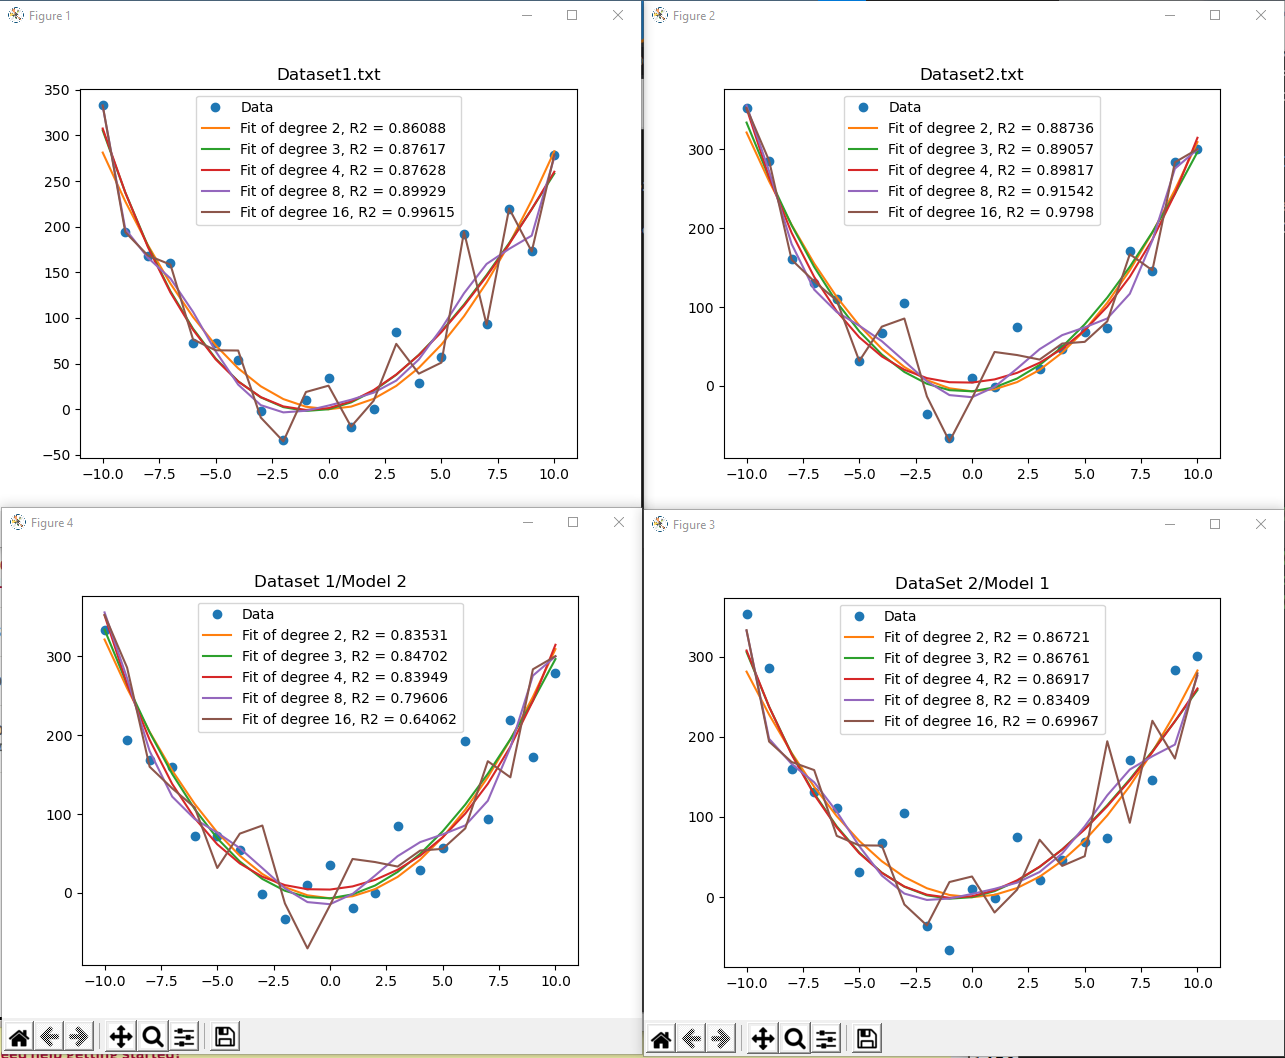 Figure 1
Dataset1.txt
Data
Fit of degree 2, R2 = 0.86088
Fit of degree 3, R2 = 0.87617
Fit of degree 4, R2 = 0.87628
Fit of degree 8, R2 = 0.89929
Fit of degree 16, R2 = 0.99615
350
300
250
200
150
100
50
0
−50
−10.0 −7.5 −5.0 −2.5 0.0 2.5 5.0 7.5 10.0
Figure 2
Dataset2.txt
Data
Fit of degree 2, R2 = 0.88736
Fit of degree 3, R2 = 0.89057
Fit of degree 4, R2 = 0.89817
Fit of degree 8, R2 = 0.91542
Fit of degree 16, R2 = 0.9798
300
200
100
0
−10.0 −7.5 −5.0 −2.5 0.0 2.5 5.0 7.5 10.0
Figure 4
Dataset 1/Model 2
Data
Fit of degree 2, R2 = 0.83531
Fit of degree 3, R2 = 0.84702
Fit of degree 4, R2 = 0.83949
Fit of degree 8, R2 = 0.79606
Fit of degree 16, R2 = 0.64062
300
200
100
0
−10.0 −7.5 −5.0 −2.5 0.0 2.5 5.0 7.5 10.0
Figure 3
DataSet 2/Model 1
Data
Fit of degree 2, R2 = 0.86721
Fit of degree 3, R2 = 0.86761
Fit of degree 4, R2 = 0.86917
Fit of degree 8, R2 = 0.83409
Fit of degree 16, R2 = 0.69967
300
200
100
0
−10.0 −7.5 −5.0 −2.5 0.0 2.5 5.0 7.5 10.0
help getting started?